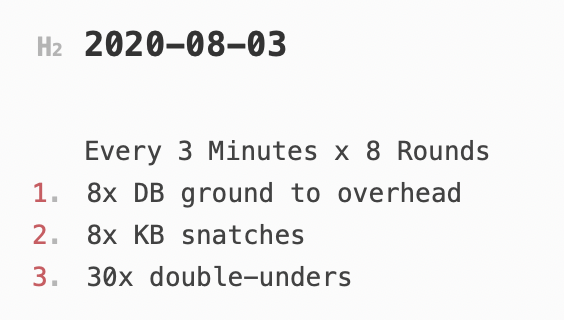 H2 2020-08-03
Every 3 Minutes x 8 Rounds
1. 8x DB ground to overhead
2. 8x KB snatches
3. 30x double-unders